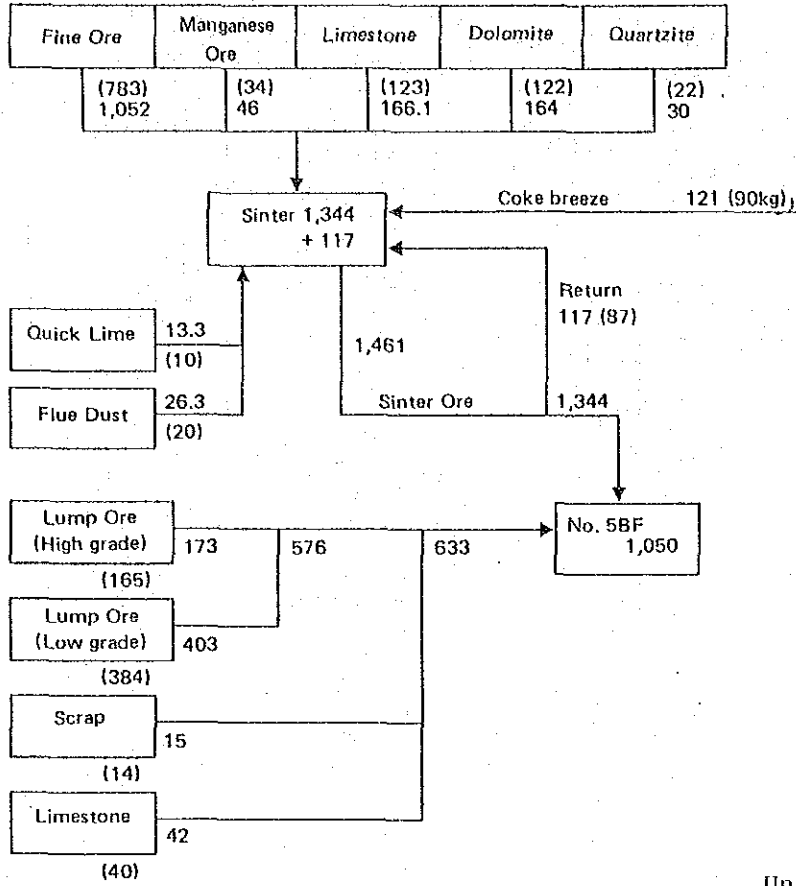 Fine Ore
Manganese
Ore
Limestone
Dolomite
Quartzite
(783)
1,052
(34)
46
(123)
166.1
(122)
164
(22)
30
Sinter 1,344
+ 117
Coke breeze 121 (90kg)
Return
117 (87)
Quick Lime
13.3
(10)
1,461
Flue Dust
26.3
(20)
Sinter Ore
1,344
Lump Ore
(High grade)
173
576
633
No. 5BF
1,050
(165)
Lump Ore
(Low grade)
403
(384)
Scrap
15
(14)
Limestone
42
(40)
Un